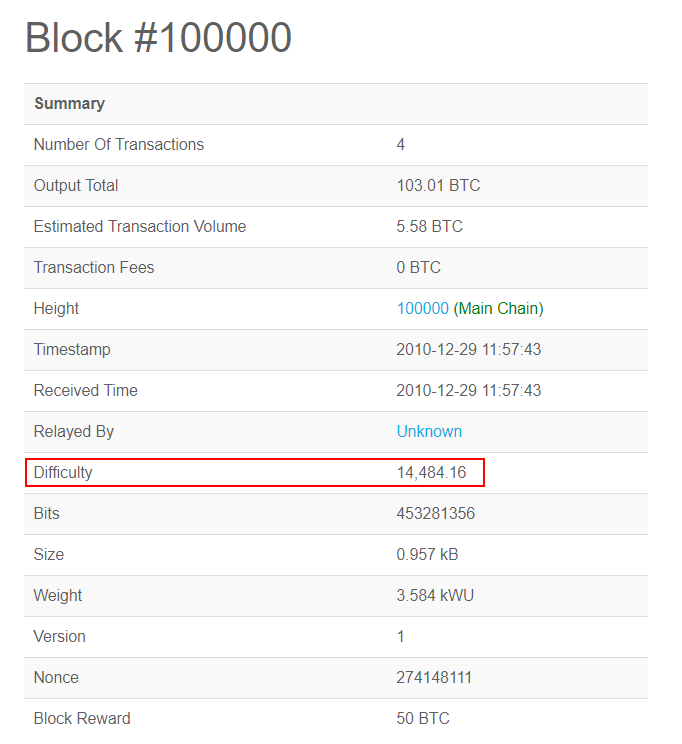 Block #100000
Summary
Number Of Transactions 4
Output Total 103.01 BTC
Estimated Transaction Volume 5.58 BTC
Transaction Fees 0 BTC
Height 100000 (Main Chain)
Timestamp 2010-12-29 11:57:43
Received Time 2010-12-29 11:57:43
Relayed By Unknown
Difficulty 14,484.16
Bits 453281356
Size 0.957 kB
Weight 3.584 kWU
Version 1
Nonce 274148111
Block Reward 50 BTC